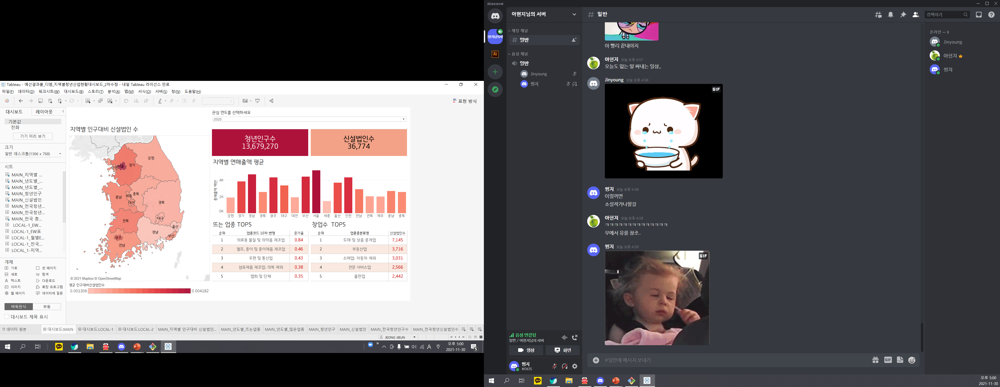 Tableau - 예선결과물_디엠_지역별청년산업현황대시보드_2차수정 - 내일 Tableau 라이선스 만료
파일(F) 데이터(D) 워크시트(W) 대시보드(B) 스토리(T) 분석(A) 맵(M) 서식(O) 서버(S) 창(N) 도움말(H)
표현 방식
대시보드 레이아웃
기본값
전화
기기 미리 보기
크기
일반 데스크톱(1366 x 768)
시트
MAIN_지역별 ...
MAIN_년도별_...
MAIN_년도별_...
MAIN_청년인구
MAIN_신설법인
MAIN_전국청년...
MAIN_전국청년...
MAIN_전국 총...
LOCAL-1_EW...
LOCAL-1_EW표
LOCAL-1_월별E...
LOCAL-1_전국...
LOCAL_1-지역...
개체
가로 빈 페이지
세로 탐색
텍스트 다운로드
이미지 확장 프로그램
웹 페이지 데이터에 질문
바둑판식 부동
대시보드 제목 표시
지역별 인구대비 신설법인 수
강원
인천 서울 경기
충남 세종 충북
대전 경북
전북 대구
울산
경남
부산
광주
전남
© 2021 Mapbox © OpenStreetMap
평균 인구대비신설법인수
0.001306 0.004182
관심 연도를 선택하세요
2020
청년인구수
13,679,270
신설법인수
36,774
지역별 연매출액 평균
총매출액 백만
4K
2K
0K
강원 경기 경남 경북 광주 대구 대전 부산 서울 세종 울산 인천 전남 전북 제주 충남 충북
뜨는 업종 TOP5
순위 업종코드 10차 변형 증가율
1 의료용 물질 및 의약품 제조업 0.84
2 펄프, 종이 및 종이제품 제조업 0.46
3 우편 및 통신업 0.43
4 섬유제품 제조업; 의복 제외 0.38
5 협회 및 단체 0.35
창업수 TOP5
순위 업종중분류명 신설법인수
1 도매 및 상품 중개업 7,145
2 부동산업 3,716
3 소매업; 자동차 제외 3,031
4 전문 서비스업 2,566
5 출판업 2,442
데이터 원본 대시보드:MAIN 대시보드:LOCAL-1 대시보드:LOCAL-2 MAIN_지역별 인구대비 신설법인... MAIN_년도별_뜨는업종 MAIN_년도별_많은업종 MAIN_청년인구 MAIN_신설법인 MAIN_전국청년인구수 MAIN_전국청년신설법인수
JEONG JIEUN
TALK
A
오후 5:00
2021-11-30
5
Discord
아현지님의 서버
일반
검색하기
현지님의서
Ai
채팅 채널
일반
음성 채널
일반
Jinyoung
쩡지
아 빨리 끝내야지
아현지 오늘 오후 4:57
오늘도 없는 말 짜내는 일상,,
Jinyoung 오늘 오후 4:58
GIF
쩡지 오늘 오후 4:58
이럴꺼면
소설작가나할걸
아현지 오늘 오후 4:58
ㅋㅋㅋㅋㅋㅋㅋㅋㅋㅋㅋㅋㅋㅋ
무에서 유를 창조..
쩡지 오늘 오후 4:59
GIF
온라인 — 3
Jinyoung
아현지
쩡지
음성 연결됨
일반 / 아현지님의 서버
영상 화면
쩡지
#0615
#일반에 메시지 보내기
GIF
TALK
오후 5:00
2021-11-30